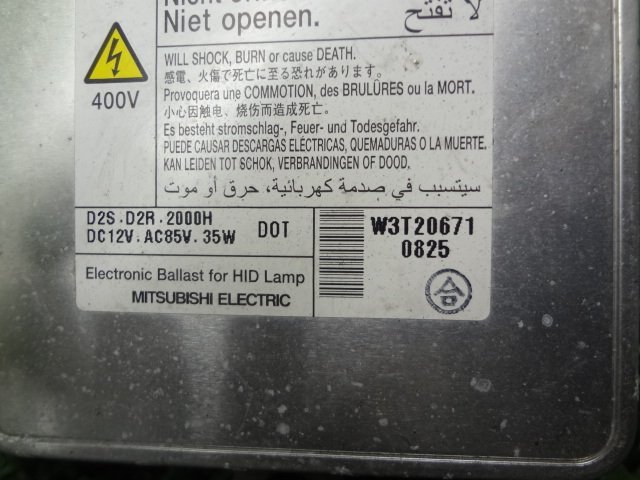 Niet openen.
لا تفتح
400V
WILL SHOCK, BURN or cause DEATH.
感電、火傷で死亡に至る恐れがあります。
Provoquera une COMMOTION, des BRULÛRES ou la MORT.
小心因触电、烧伤而造成死亡。
Es besteht stromschlag-, Feuer- und Todesgefahr.
PUEDE CAUSAR DESCARGAS ELÉCTRICAS, QUEMADURAS O LA MUERTE.
KAN LEIDEN TOT SCHOK, VERBRANDINGEN OF DOOD.
سيتسبب في صدمة كهربائية، حرق أو موت
D2S.D2R.2000H
DC12V.AC85V.35W
DOT
W3T20671
0825
Electronic Ballast for HID Lamp
MITSUBISHI ELECTRIC
合